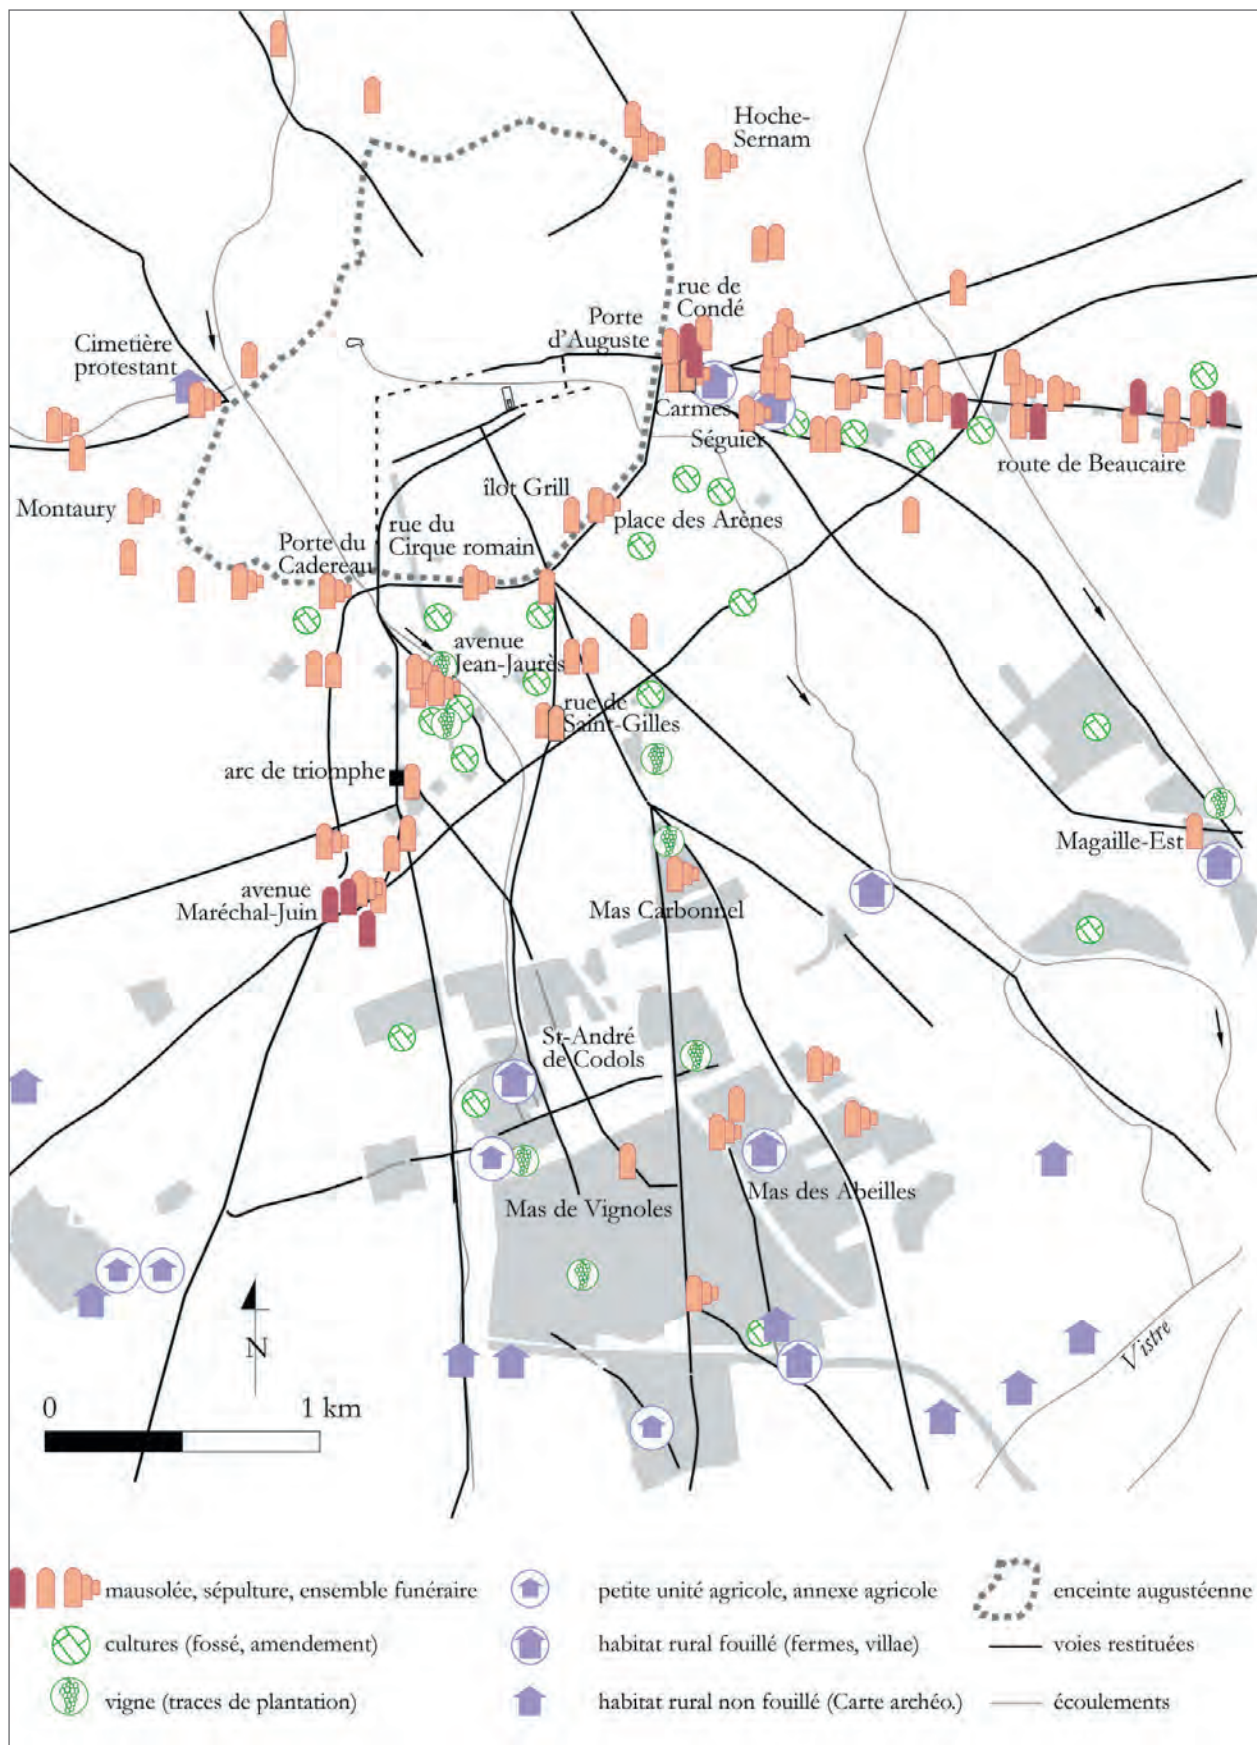 Hoche-
Sernam
rue de
Condé
Porte
d'Auguste
Cimetière
protestant
Carmes
Séguier
route de Beaucaire
îlot Grill
Montaury
place des Arènes
rue du
Cirque romain
Porte du
Cadereau
avenue
Jean-Jaurès
rue de
Saint-Gilles
arc de triomphe
Magaille-Est
avenue
Maréchal-Juin
Mas Carbonnel
St-André
de Codols
Mas des Abeilles
Mas de Vignoles
Vistre
N
0 1 km
mausolée, sépulture, ensemble funéraire
cultures (fossé, amendement)
vigne (traces de plantation)
petite unité agricole, annexe agricole
habitat rural fouillé (fermes, villae)
habitat rural non fouillé (Carte archéo.)
enceinte augustéenne
voies restituées
écoulements